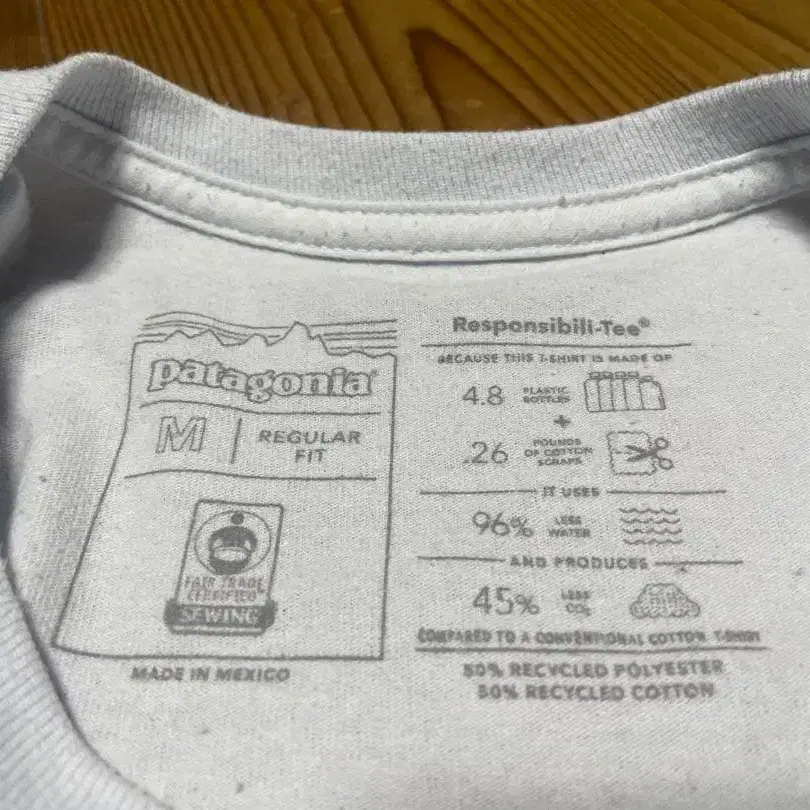 patagonia®
M
REGULAR
FIT
FAIR TRADE
CERTIFIED™
SEWING
MADE IN MEXICO
Responsibili-Tee®
BECAUSE THIS T-SHIRT IS MADE OF
4.8 PLASTIC
BOTTLES
+
.26 POUNDS
OF COTTON
SCRAPS
IT USES
96% LESS
WATER
AND PRODUCES
45% LESS
CO₂
COMPARED TO A CONVENTIONAL COTTON T-SHIRT
50% RECYCLED POLYESTER
50% RECYCLED COTTON